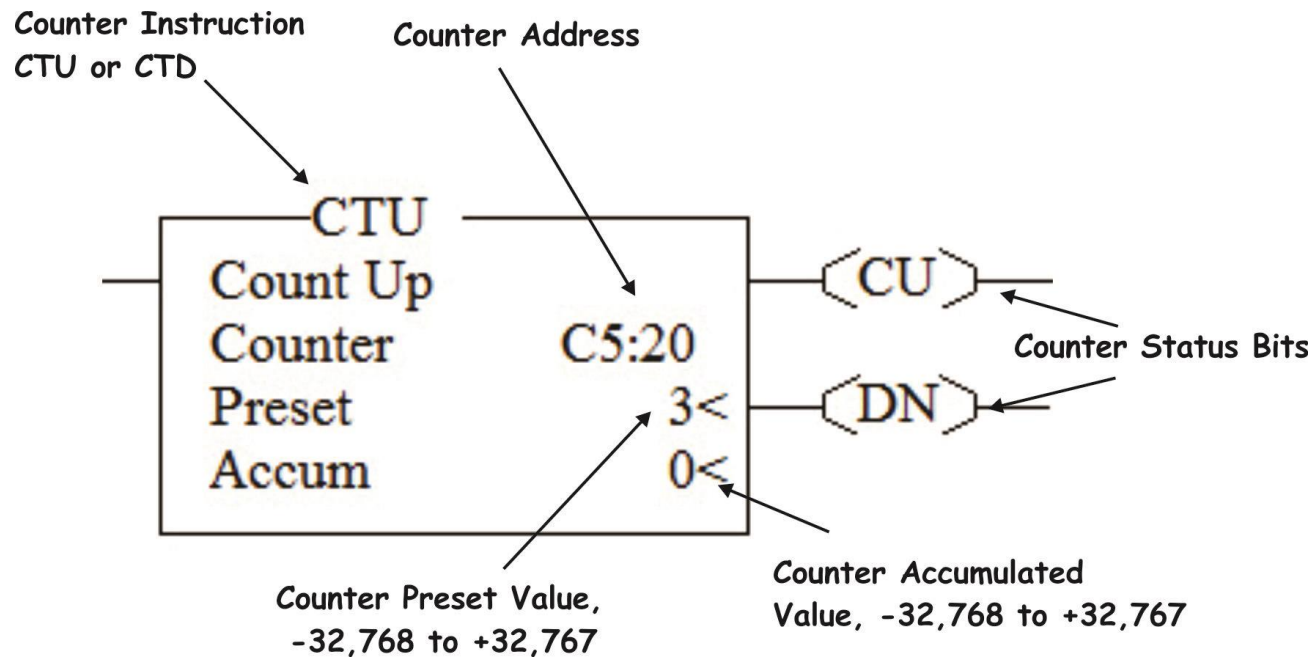 Counter Instruction
CTU or CTD
Counter Address
CTU
Count Up
CU
Counter C5:20
Counter Status Bits
Preset 3<
DN
Accum 0<
Counter Preset Value,
-32,768 to +32,767
Counter Accumulated
Value, -32,768 to +32,767